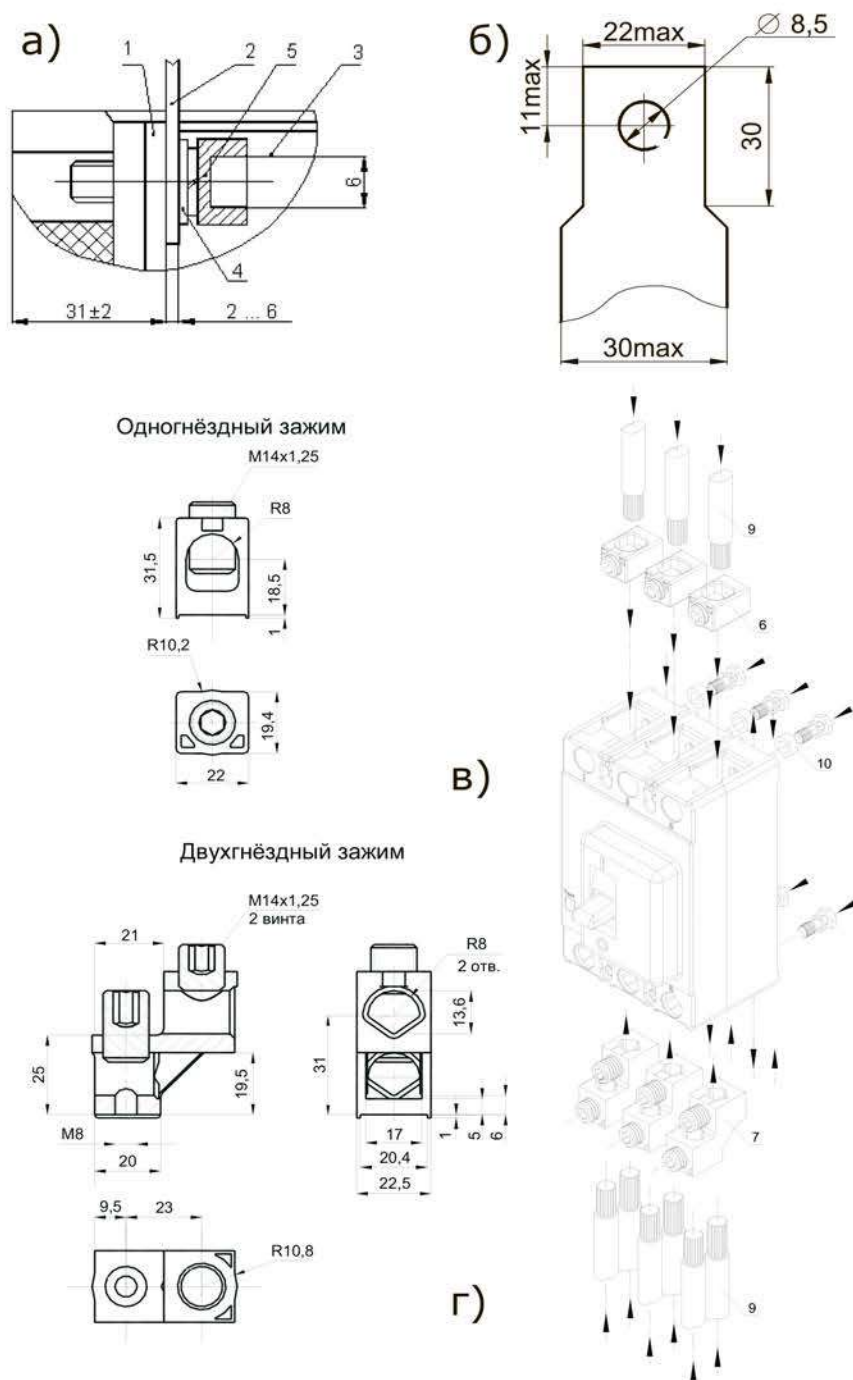 а)
1
2
5
3
6
4
31±2
2 ... 6
б)
22max
Ø 8,5
11max
30
30max
Одногнёздный зажим
M14x1,25
R8
31,5
18,5
1
R10,2
19,4
22
9
6
10
в)
Двухгнёздный зажим
M14x1,25
2 винта
21
R8
2 отв.
13,6
25
19,5
31
M8
20
1
5
6
17
20,4
22,5
9,5
23
R10,8
7
9
г)